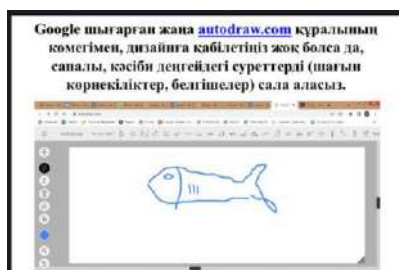 Google шығарған жаңа autodraw.com құралының
көмегімен, дизайнға қабілетіңіз жоқ болса да,
сапалы, кәсіби деңгейдегі суреттерді (шағын
көрнекіліктер, белгішелер) сала аласыз.